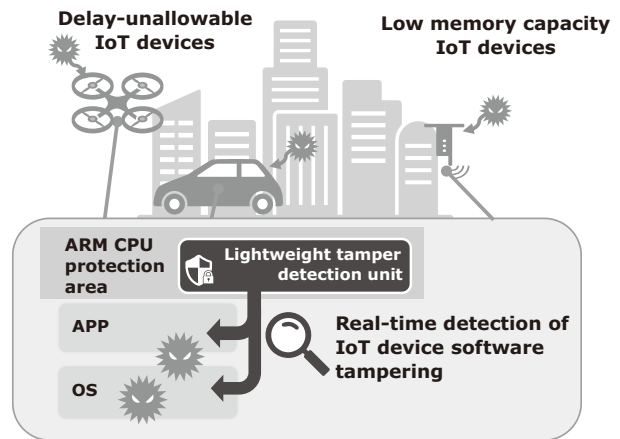 Delay-unallowable
IoT devices
Low memory capacity
IoT devices
ARM CPU
protection
area
Lightweight tamper
detection unit
APP
OS
Real-time detection of
IoT device software
tampering